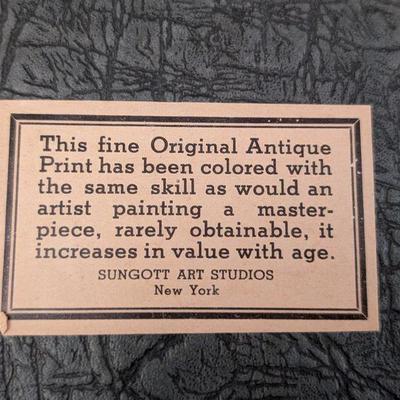 This fine Original Antique
Print has been colored with
the same skill as would an
artist painting a master-
piece, rarely obtainable, it
increases in value with age.
SUNGOTT ART STUDIOS
New York